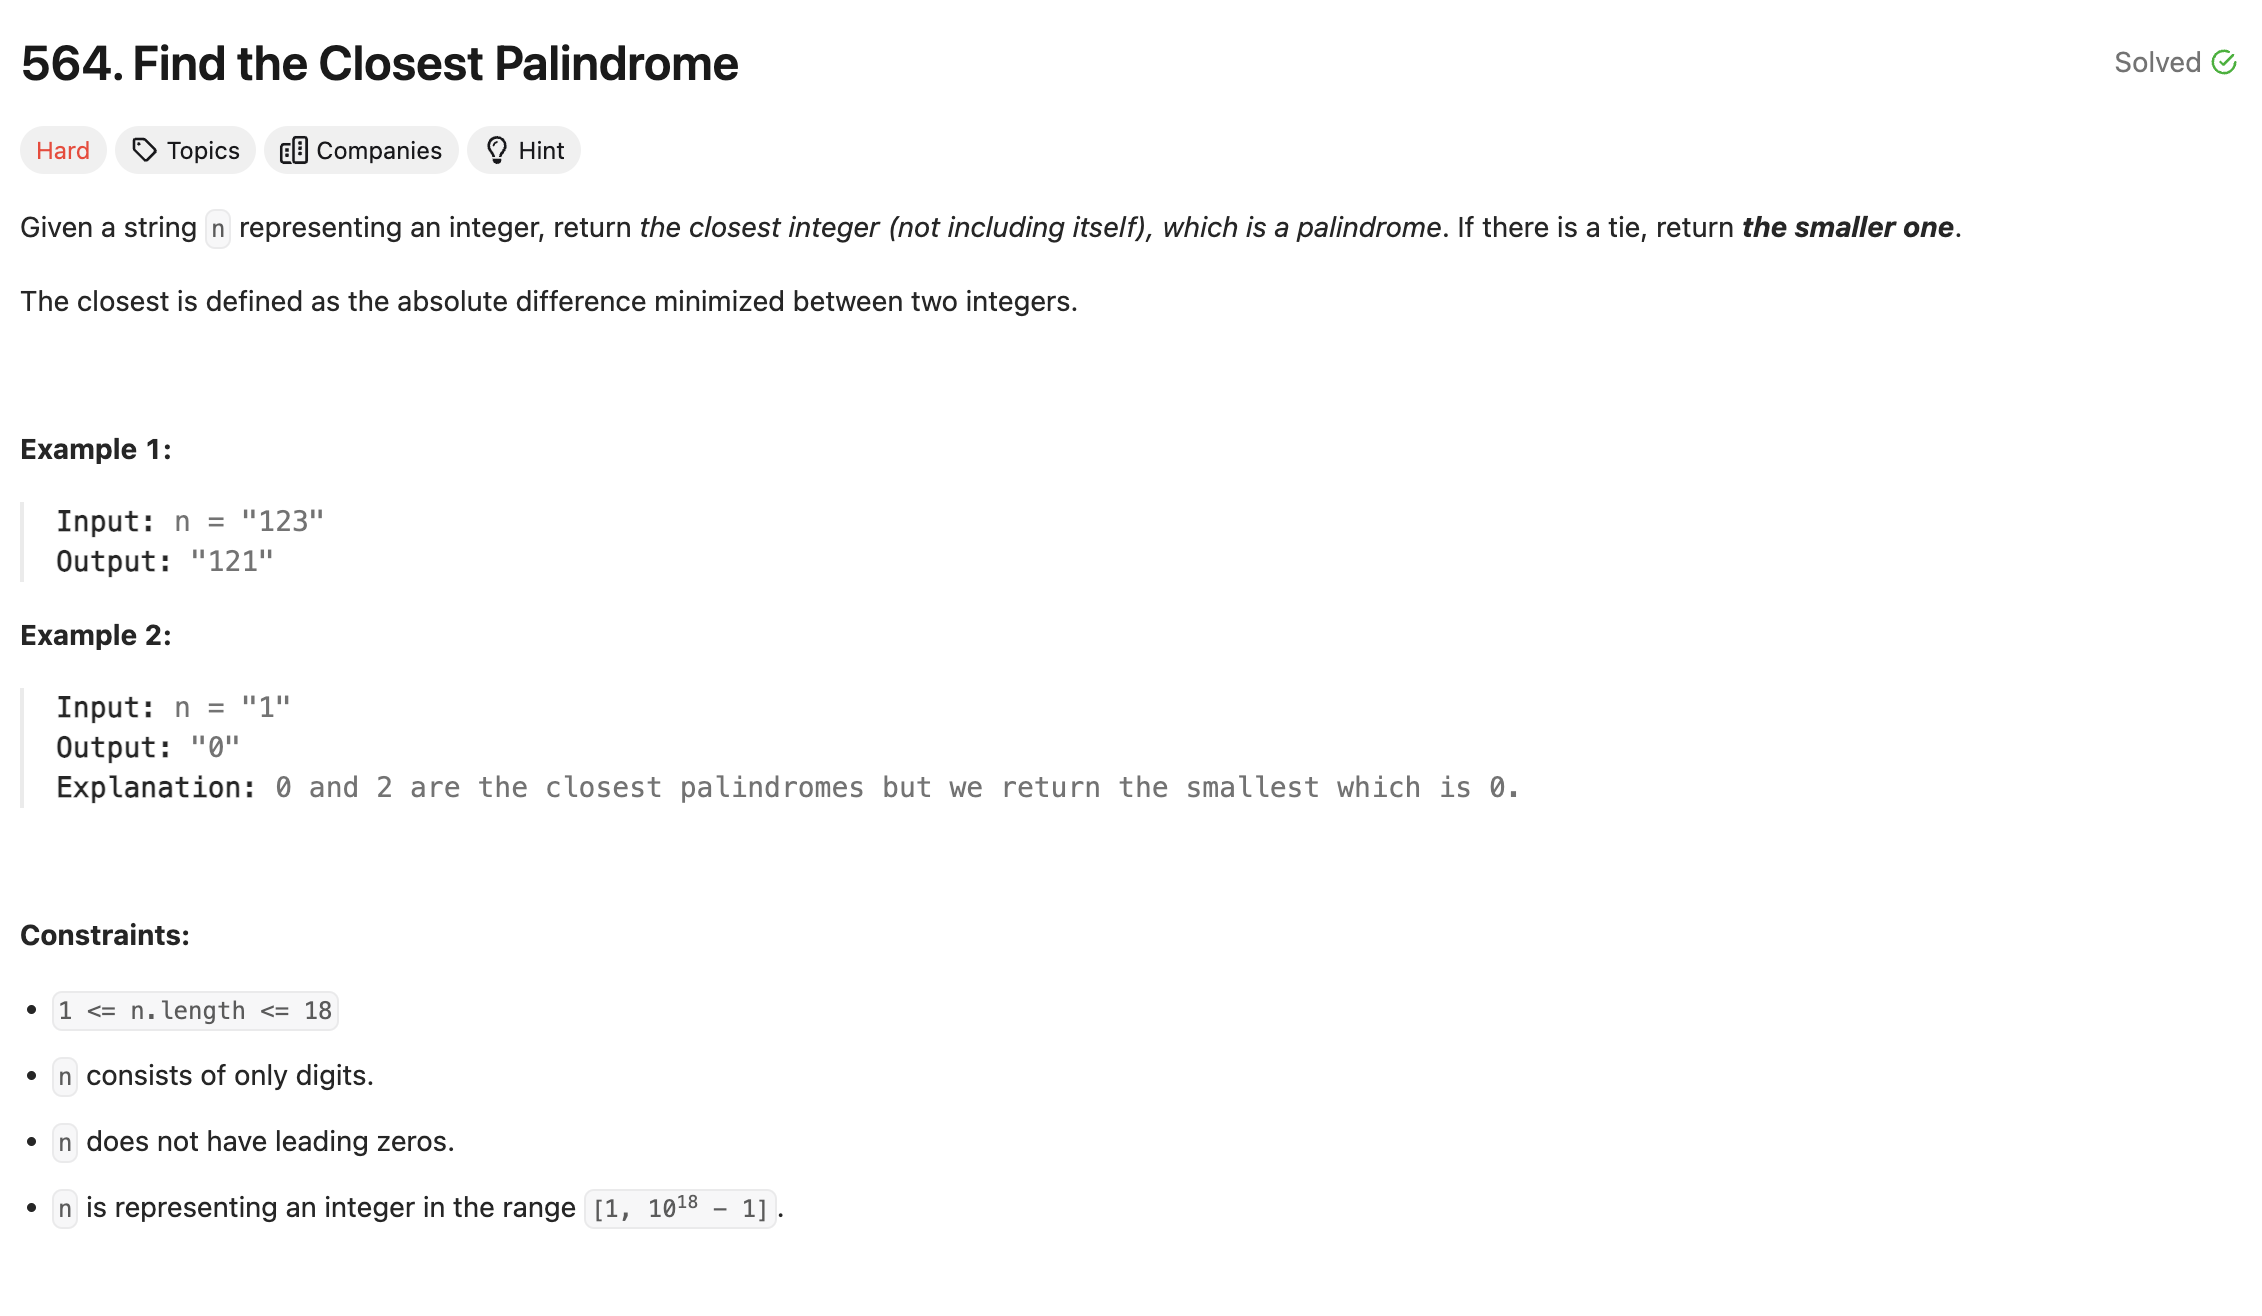 564. Find the Closest Palindrome
Solved
Hard Topics Companies Hint
Given a string n representing an integer, return the closest integer (not including itself), which is a palindrome. If there is a tie, return the smaller one.
The closest is defined as the absolute difference minimized between two integers.
Example 1:
Input: n = "123"
Output: "121"
Example 2:
Input: n = "1"
Output: "0"
Explanation: 0 and 2 are the closest palindromes but we return the smallest which is 0.
Constraints:
• 1 <= n.length <= 18
• n consists of only digits.
• n does not have leading zeros.
• n is representing an integer in the range [1, 10¹⁸ - 1].